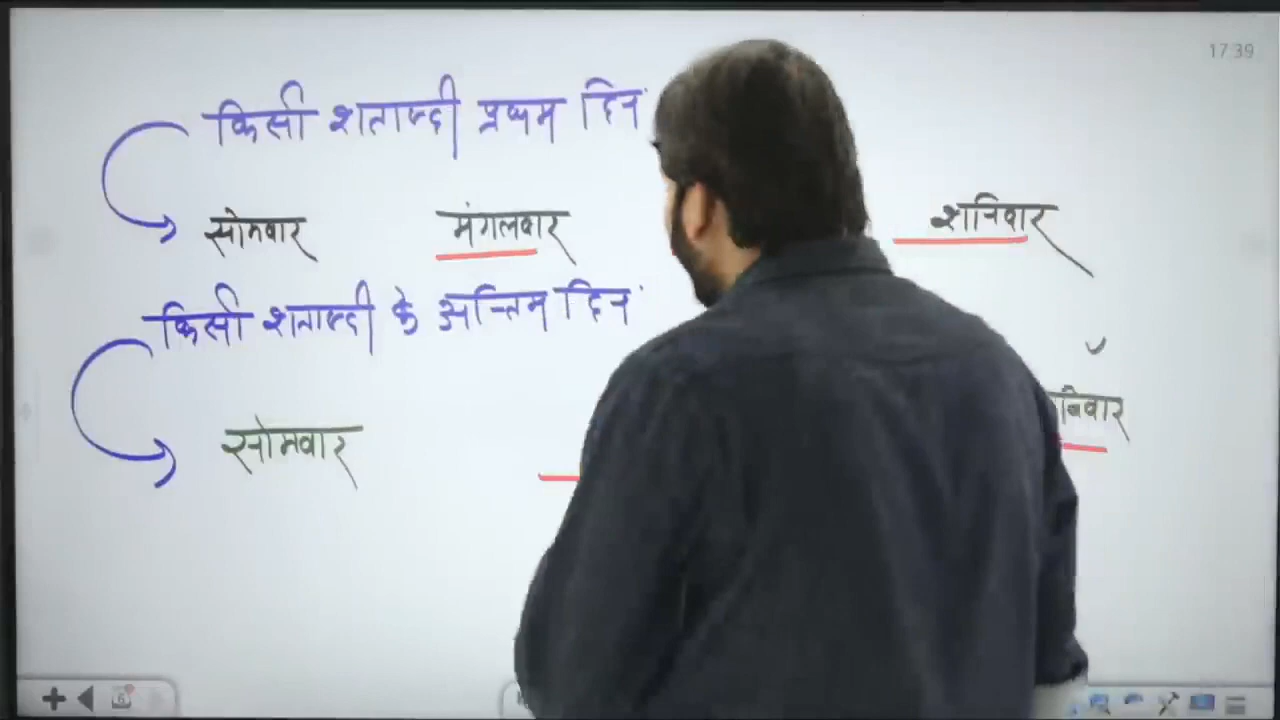 17:39
किसी शताब्दी प्रथम दिन
सोमवार मंगलवार शनिवार
किसी शताब्दी के अन्तिम दिन
सोमवार